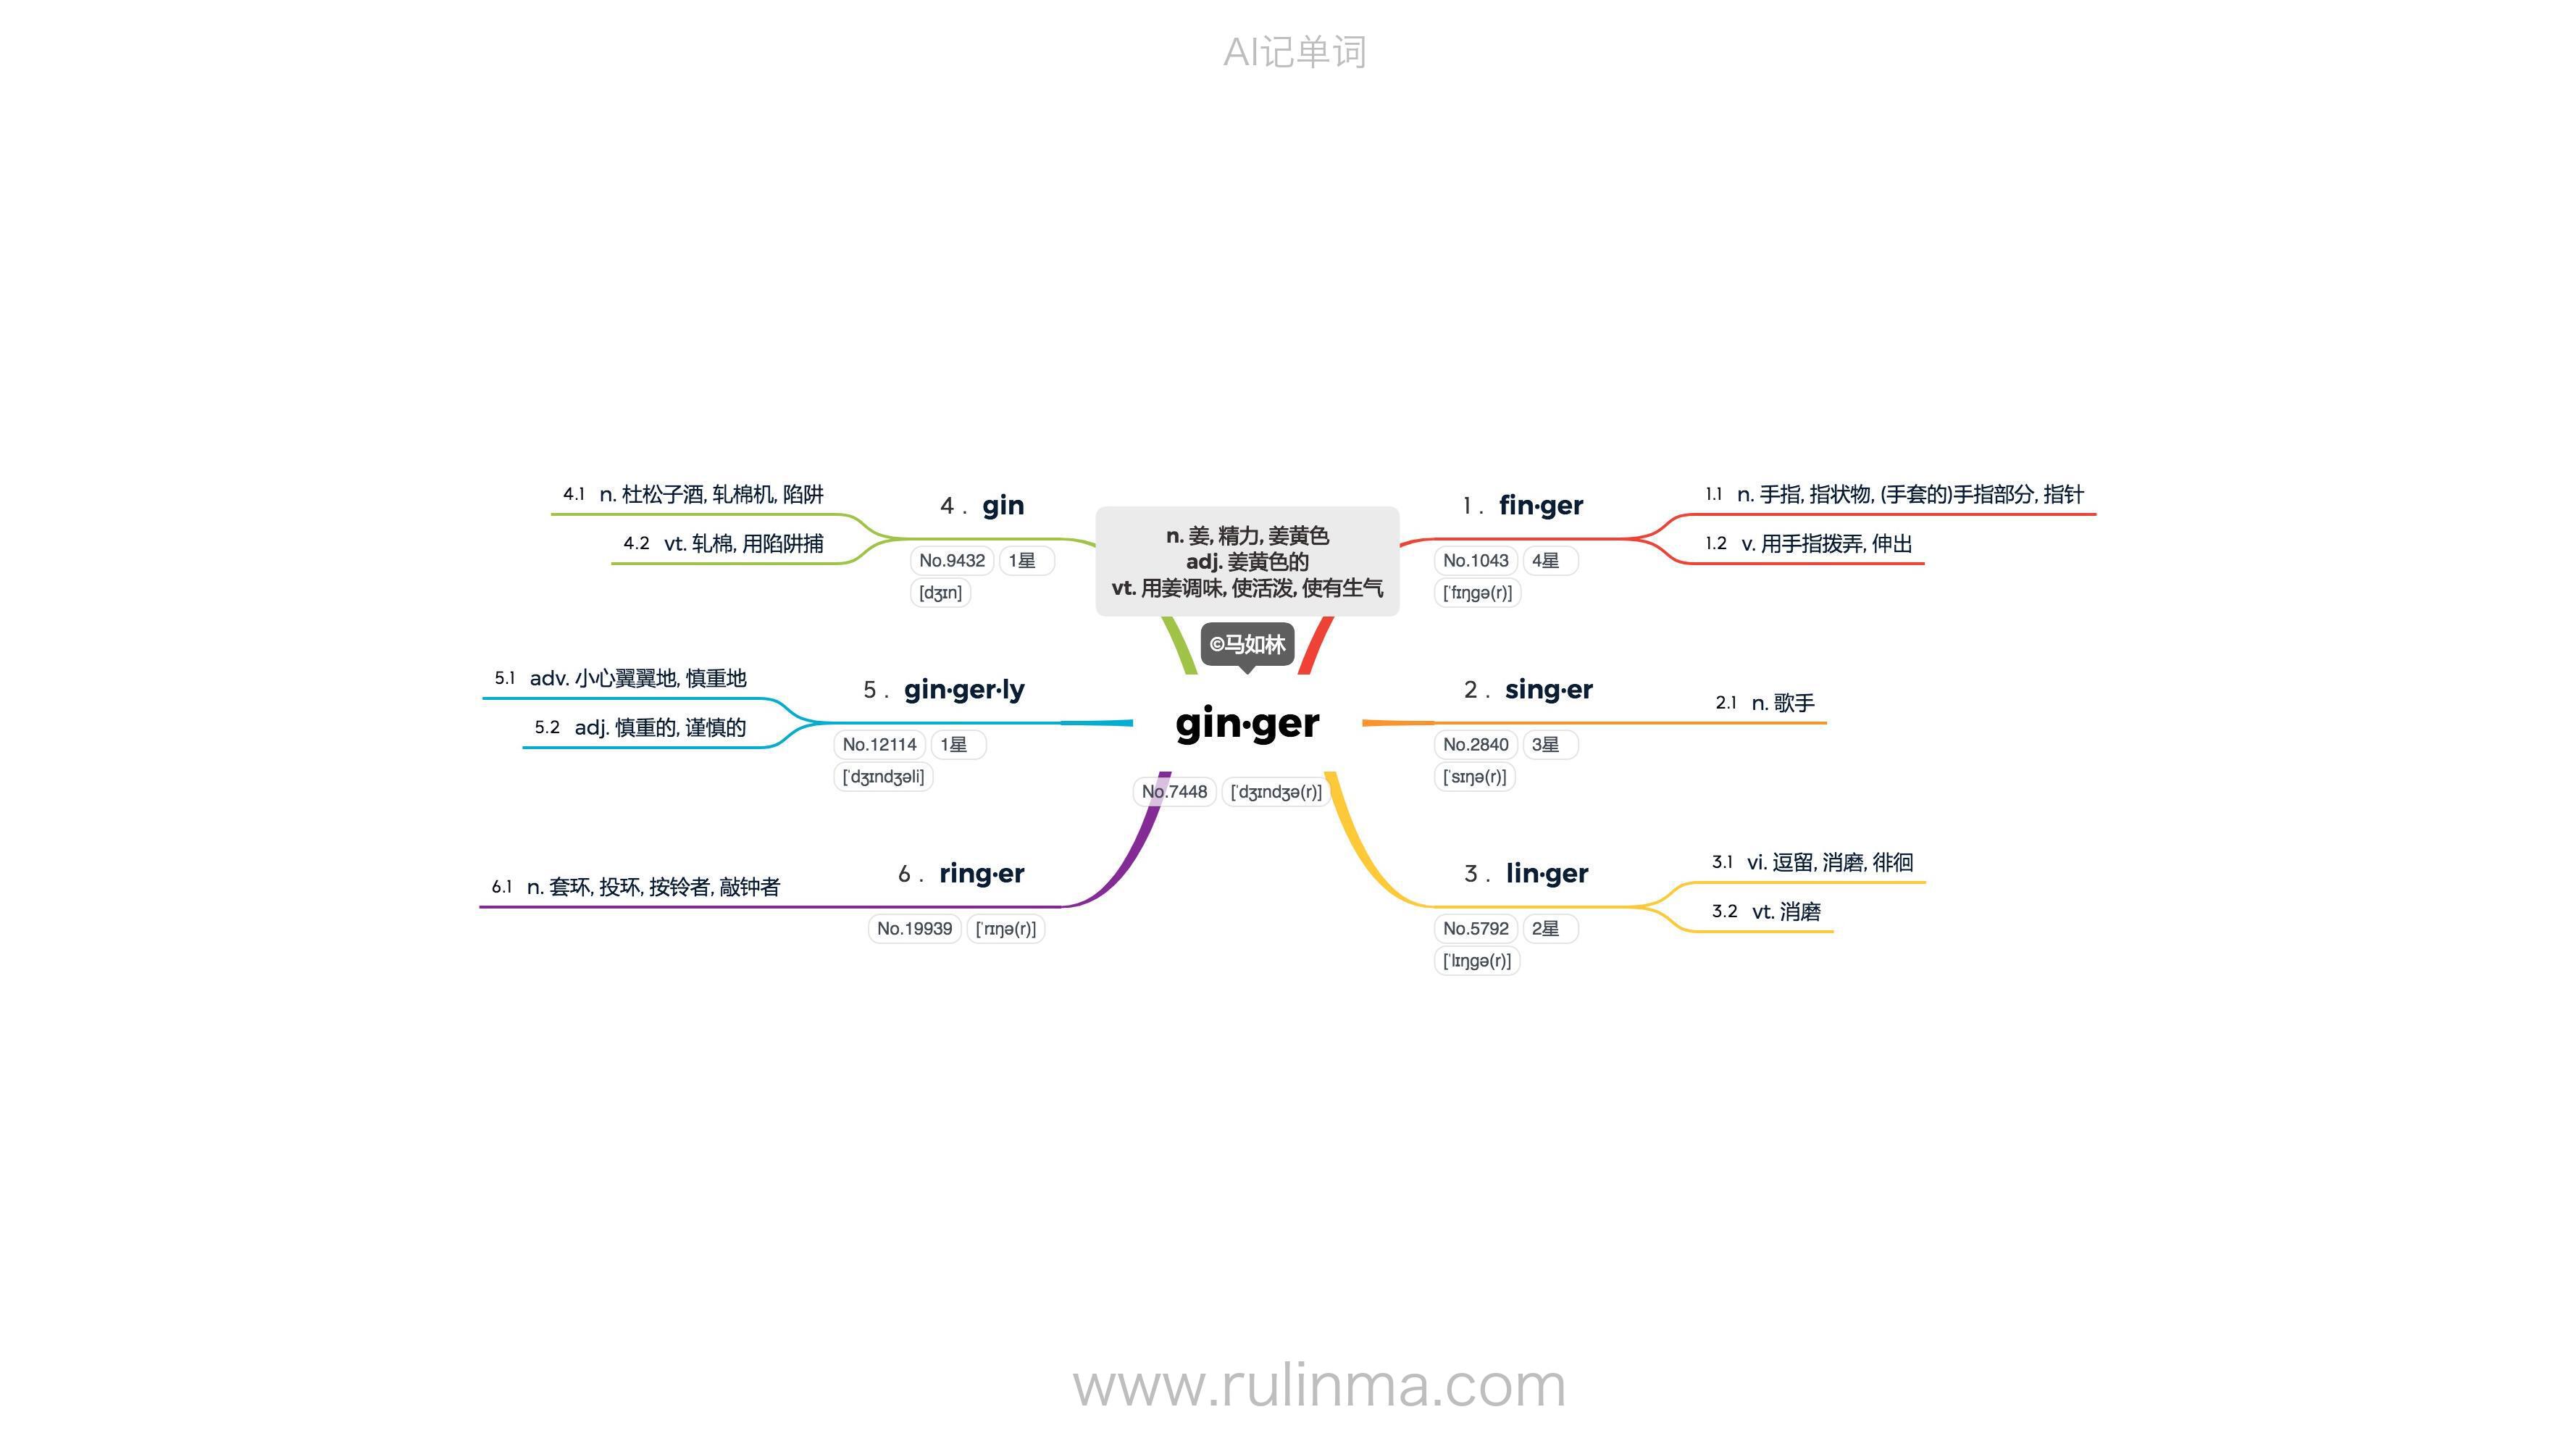 AI记单词
n. 姜, 精力, 姜黄色
adj. 姜黄色的
vt. 用姜调味, 使活泼, 使有生气
©马如林
gin·ger
No.7448 ['dʒɪndʒə(r)]
1 . fin·ger
No.1043 4星
['fɪŋgə(r)]
1.1 n. 手指, 指状物, (手套的)手指部分, 指针
1.2 v. 用手指拨弄, 伸出
2 . sing·er
No.2840 3星
['sɪŋə(r)]
2.1 n. 歌手
3 . lin·ger
No.5792 2星
['lɪŋgə(r)]
3.1 vi. 逗留, 消磨, 徘徊
3.2 vt. 消磨
4 . gin
No.9432 1星
[dʒɪn]
4.1 n. 杜松子酒, 轧棉机, 陷阱
4.2 vt. 轧棉, 用陷阱捕
5 . gin·ger·ly
No.12114 1星
['dʒɪndʒəli]
5.1 adv. 小心翼翼地, 慎重地
5.2 adj. 慎重的, 谨慎的
6 . ring·er
No.19939 ['rɪŋə(r)]
6.1 n. 套环, 投环, 按铃者, 敲钟者
www.rulinma.com